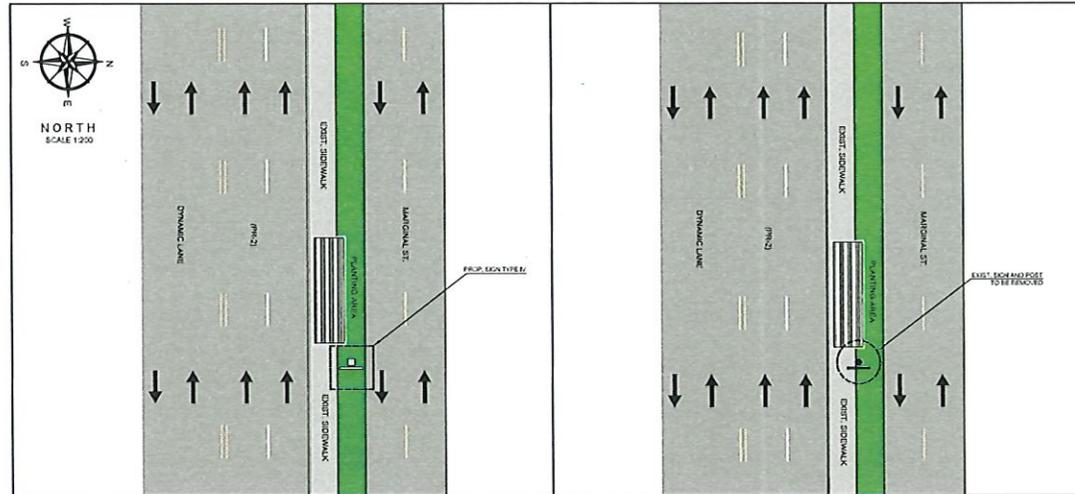 W
S
N
E
NORTH
SCALE 1:200
EXIST. SIDEWALK
DYNAMIC LANE
(PR-2)
MARGINAL ST.
PLANTING AREA
PROP. SIGN TYPE IV
EXIST. SIDEWALK
EXIST. SIDEWALK
DYNAMIC LANE
(PR-2)
MARGINAL ST.
PLANTING AREA
EXIST. SIGN AND POST
TO BE REMOVED
EXIST. SIDEWALK